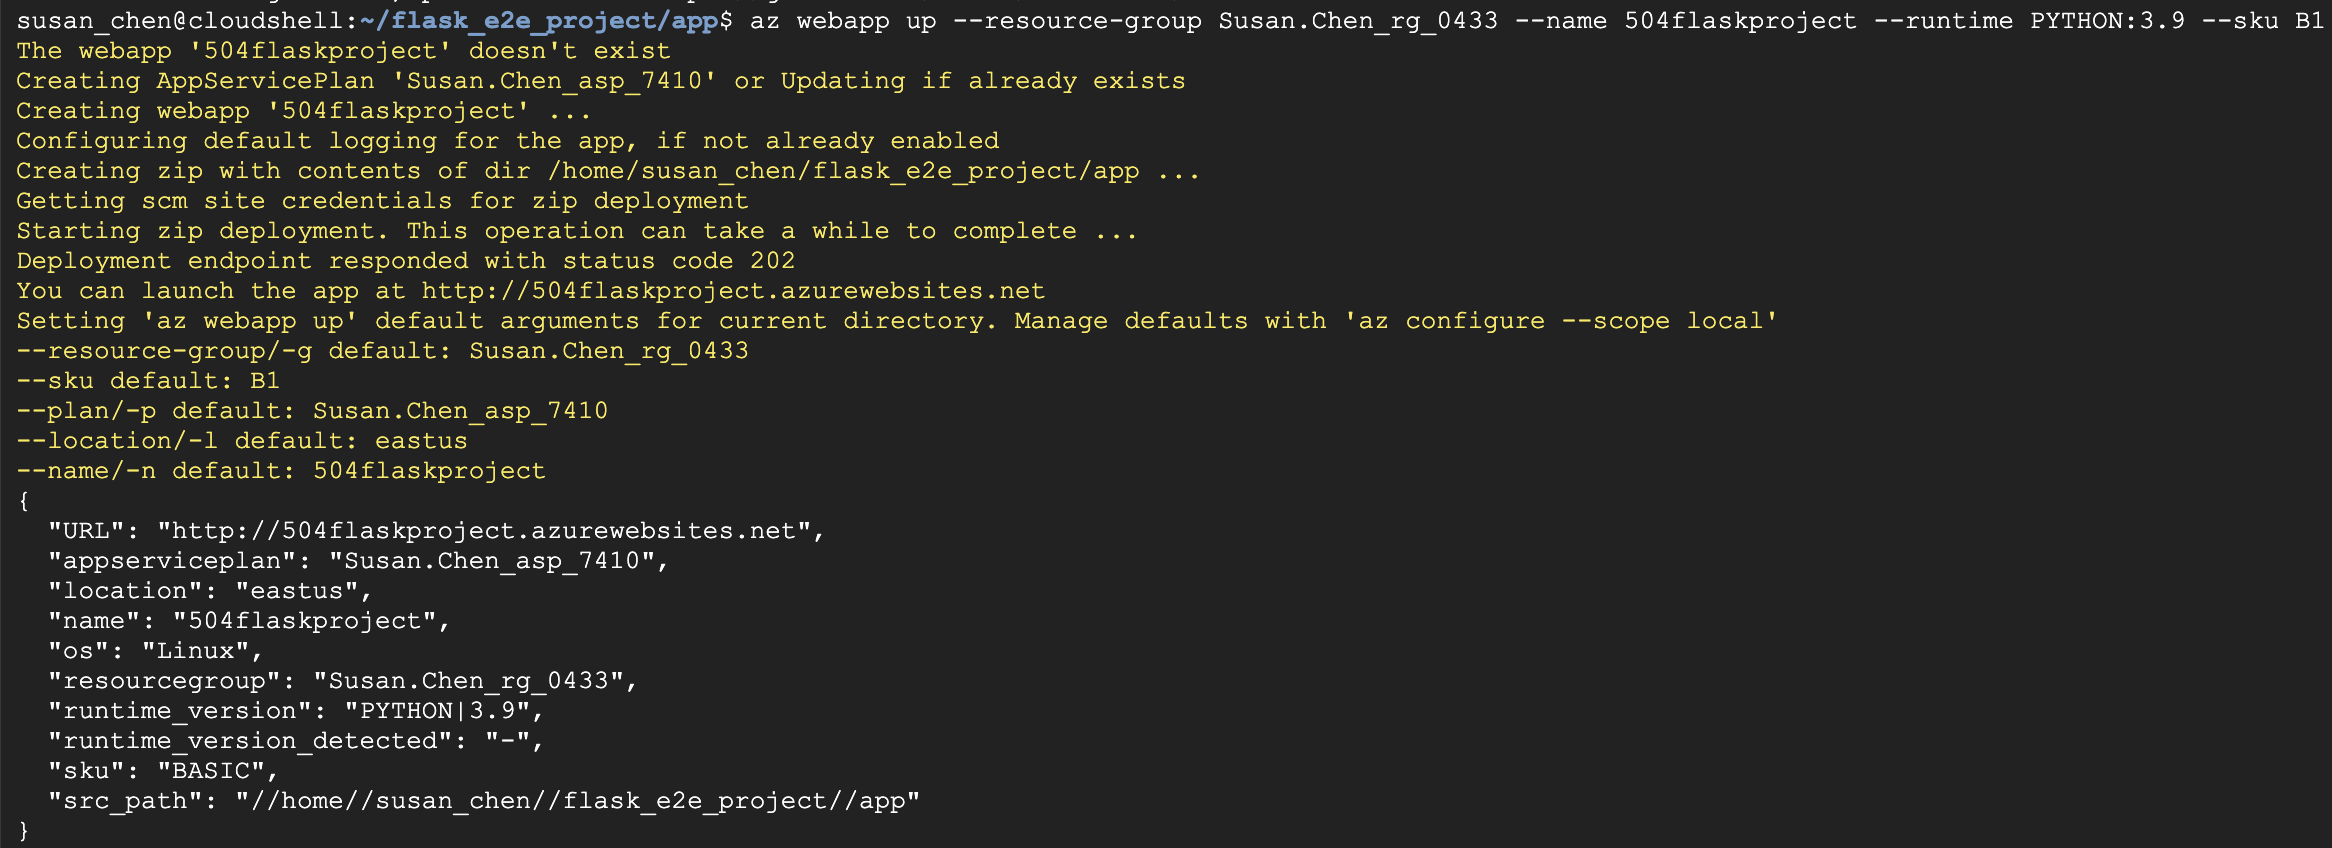 susan_chen@cloudshell:~/flask_e2e_project/app$ az webapp up --resource-group Susan.Chen_rg_0433 --name 504flaskproject --runtime PYTHON:3.9 --sku B1
The webapp '504flaskproject' doesn't exist
Creating AppServicePlan 'Susan.Chen_asp_7410' or Updating if already exists
Creating webapp '504flaskproject' ...
Configuring default logging for the app, if not already enabled
Creating zip with contents of dir /home/susan_chen/flask_e2e_project/app ...
Getting scm site credentials for zip deployment
Starting zip deployment. This operation can take a while to complete ...
Deployment endpoint responded with status code 202
You can launch the app at http://504flaskproject.azurewebsites.net
Setting 'az webapp up' default arguments for current directory. Manage defaults with 'az configure --scope local'
--resource-group/-g default: Susan.Chen_rg_0433
--sku default: B1
--plan/-p default: Susan.Chen_asp_7410
--location/-l default: eastus
--name/-n default: 504flaskproject
{
  "URL": "http://504flaskproject.azurewebsites.net",
  "appserviceplan": "Susan.Chen_asp_7410",
  "location": "eastus",
  "name": "504flaskproject",
  "os": "Linux",
  "resourcegroup": "Susan.Chen_rg_0433",
  "runtime_version": "PYTHON|3.9",
  "runtime_version_detected": "-",
  "sku": "BASIC",
  "src_path": "//home//susan_chen//flask_e2e_project//app"
}